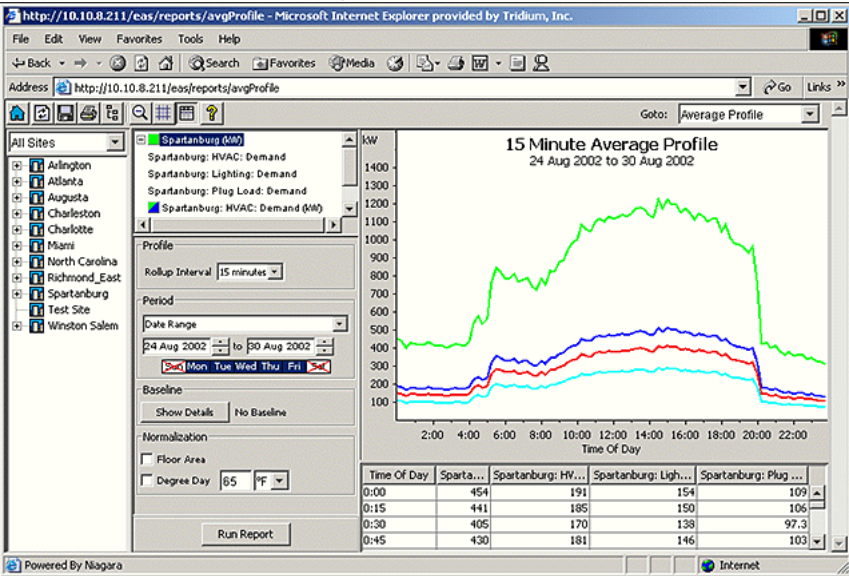 http://10.10.8.211/eas/reports/avgProfile - Microsoft Internet Explorer provided by Tridium, Inc.
File Edit View Favorites Tools Help
Back Search Favorites Media
Address http://10.10.8.211/eas/reports/avgProfile Go Links »
Goto: Average Profile
All Sites
Arlington
Atlanta
Augusta
Charleston
Charlotte
Miami
North Carolina
Richmond_East
Spartanburg
Test Site
Winston Salem
Spartanburg (kW)
Spartanburg: HVAC: Demand
Spartanburg: Lighting: Demand
Spartanburg: Plug Load: Demand
Spartanburg: HVAC: Demand (kW)
Profile
Rollup Interval 15 minutes
Period
Date Range
24 Aug 2002 to 30 Aug 2002
Sun Mon Tue Wed Thu Fri Sat
Baseline
Show Details No Baseline
Normalization
Floor Area
Degree Day 65 °F
Run Report
kW
15 Minute Average Profile
24 Aug 2002 to 30 Aug 2002
1400
1300
1200
1100
1000
900
800
700
600
500
400
300
200
100
2:00 4:00 6:00 8:00 10:00 12:00 14:00 16:00 18:00 20:00 22:00
Time Of Day
Time Of Day Sparta... Spartanburg: HV... Spartanburg: Ligh... Spartanburg: Plug ...
0:00 454 191 154 109
0:15 441 185 150 106
0:30 405 170 138 97.3
0:45 430 181 146 103
Powered By Niagara
Internet